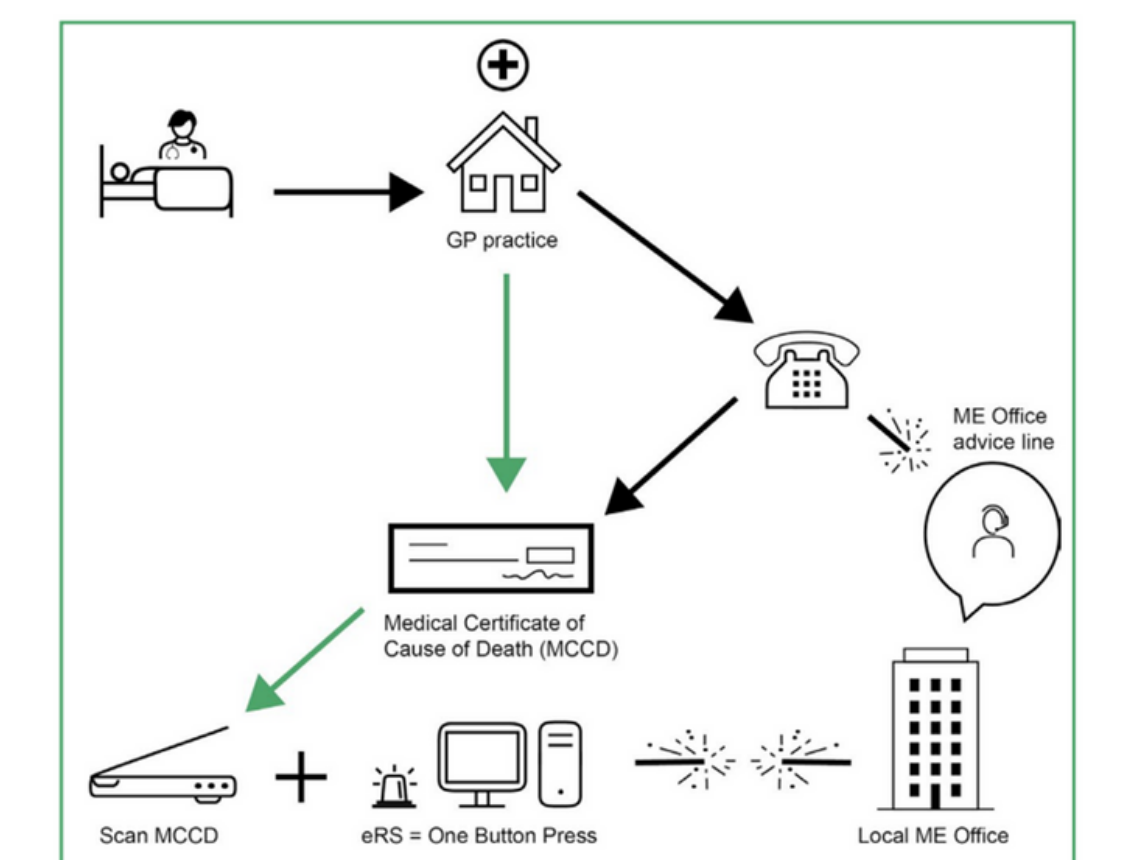 GP practice
ME Office
advice line
Medical Certificate of
Cause of Death (MCCD)
Scan MCCD
eRS = One Button Press
Local ME Office